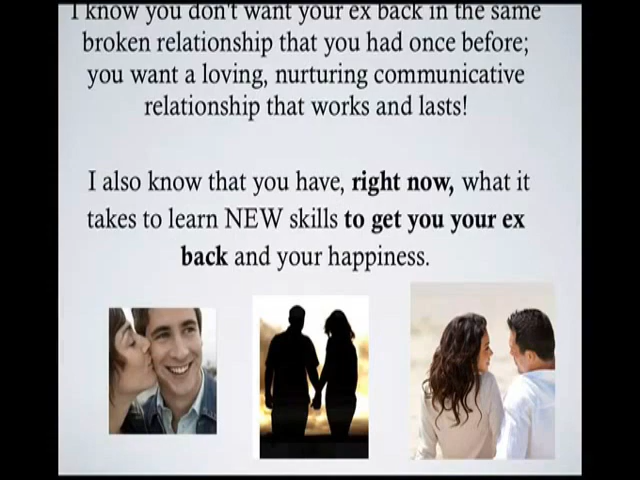 I know you don't want your ex back in the same
broken relationship that you had once before;
you want a loving, nurturing communicative
relationship that works and lasts!
I also know that you have, right now, what it
takes to learn NEW skills to get you your ex
back and your happiness.